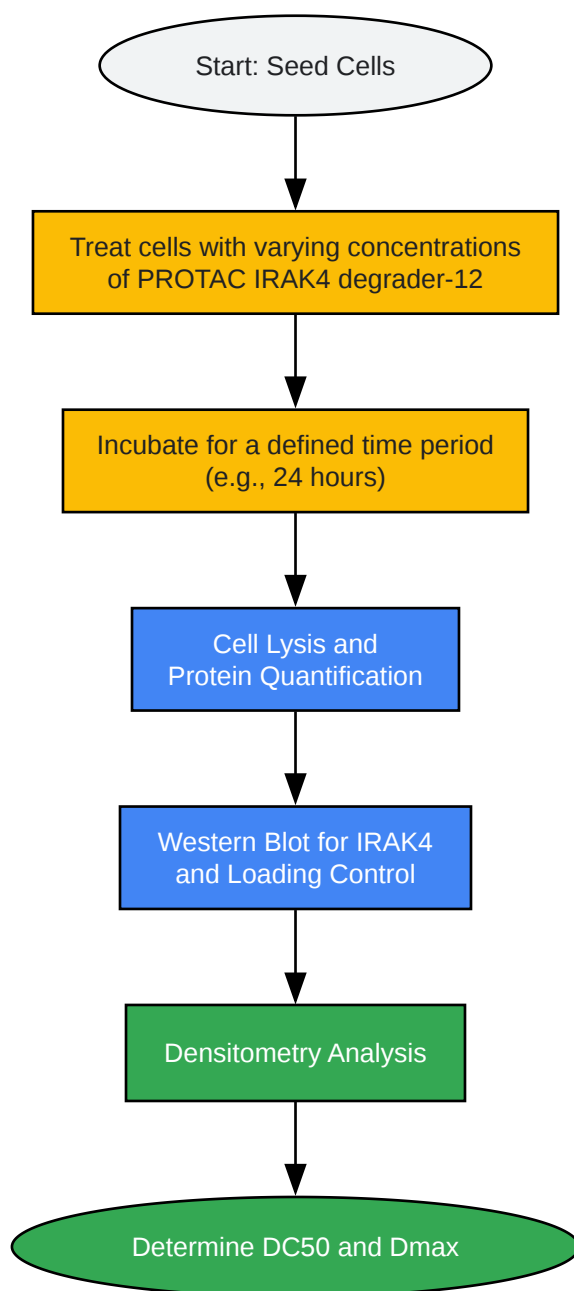 Start: Seed Cells
Treat cells with varying concentrations
of PROTAC IRAK4 degrader-12
Incubate for a defined time period
(e.g., 24 hours)
Cell Lysis and
Protein Quantification
Western Blot for IRAK4
and Loading Control
Densitometry Analysis
Determine DC50 and Dmax